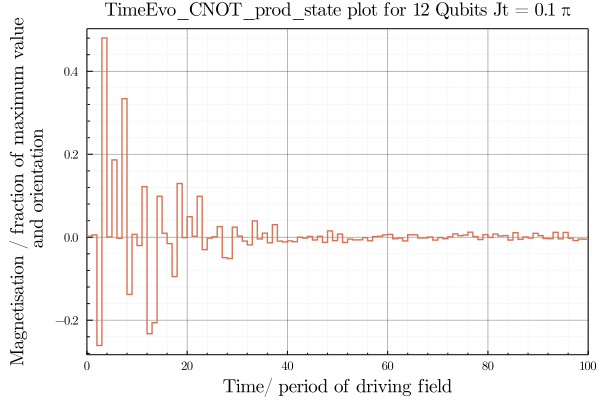 TimeEvo_CNOT_prod_state plot for 12 Qubits Jt = 0.1 π
Magnetisation / fraction of maximum value
and orientation
0.4
0.2
0.0
−0.2
0
20
40
60
80
100
Time/ period of driving field